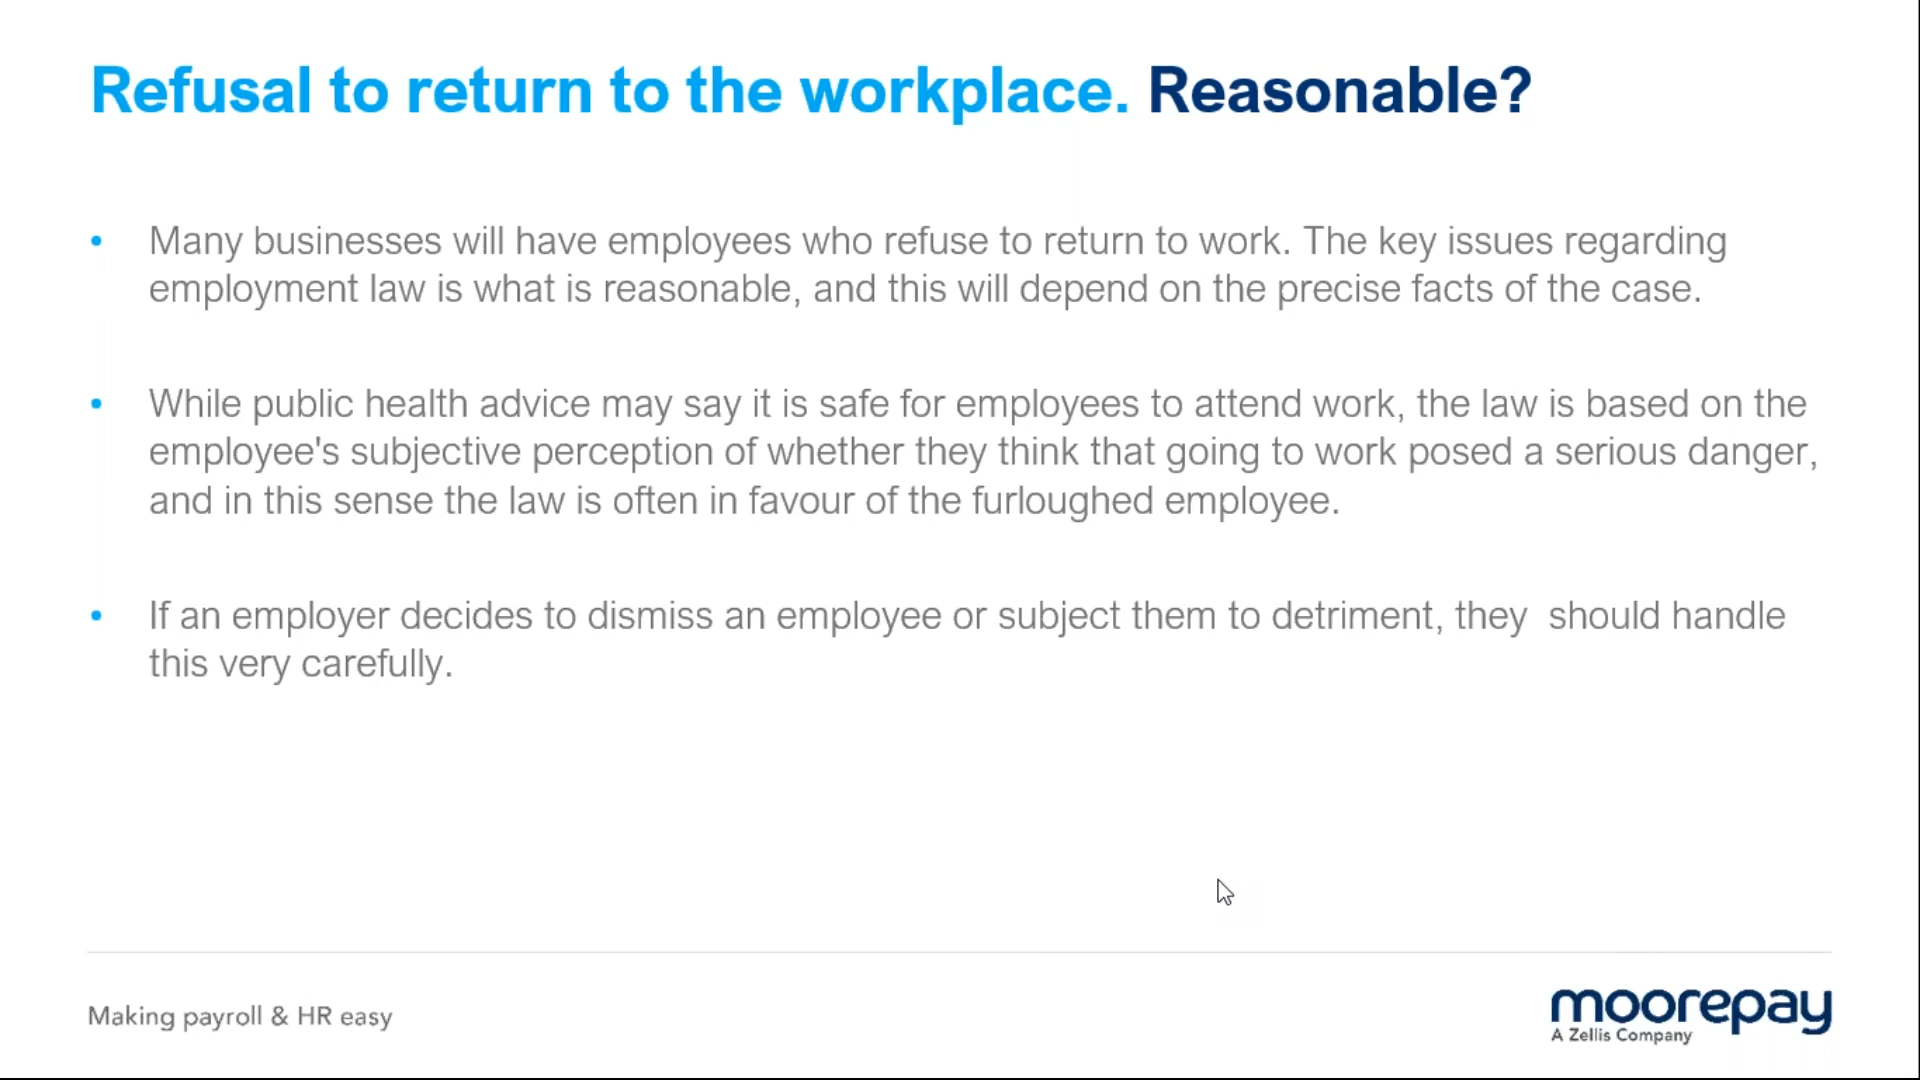 Refusal to return to the workplace. Reasonable?
• Many businesses will have employees who refuse to return to work. The key issues regarding
employment law is what is reasonable, and this will depend on the precise facts of the case.
• While public health advice may say it is safe for employees to attend work, the law is based on the
employee's subjective perception of whether they think that going to work posed a serious danger,
and in this sense the law is often in favour of the furloughed employee.
• If an employer decides to dismiss an employee or subject them to detriment, they  should handle
this very carefully.
Making payroll & HR easy
moorepay
A Zellis Company